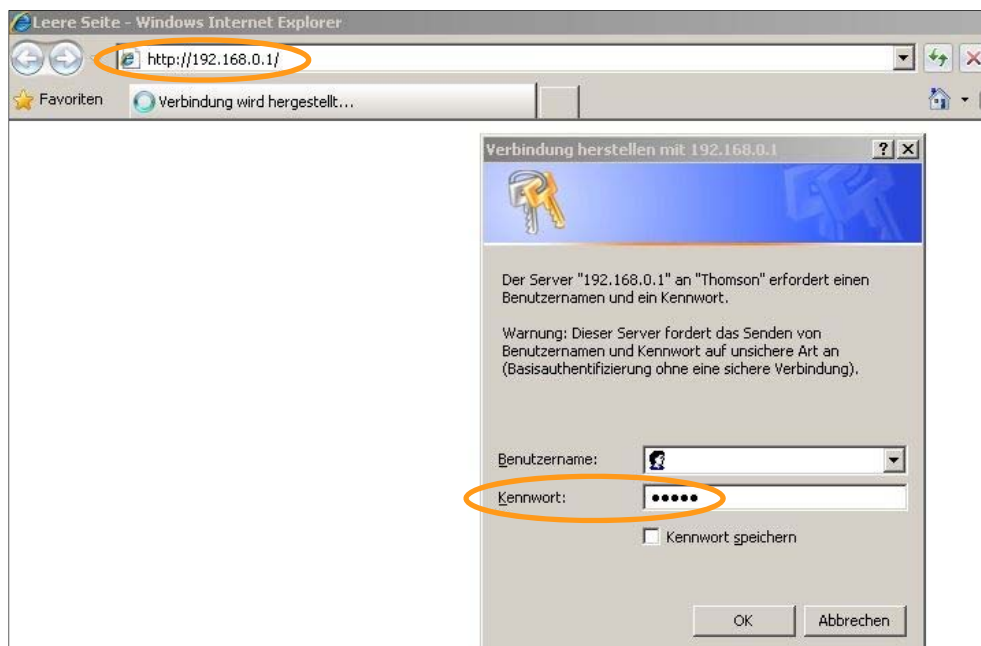 Leere Seite - Windows Internet Explorer
http://192.168.0.1/
Favoriten
Verbindung wird hergestellt...
Verbindung herstellen mit 192.168.0.1
Der Server "192.168.0.1" an "Thomson" erfordert einen
Benutzernamen und ein Kennwort.
Warnung: Dieser Server fordert das Senden von
Benutzernamen und Kennwort auf unsichere Art an
(Basisauthentifizierung ohne eine sichere Verbindung).
Benutzername:
Kennwort: •••••
Kennwort speichern
OK Abbrechen